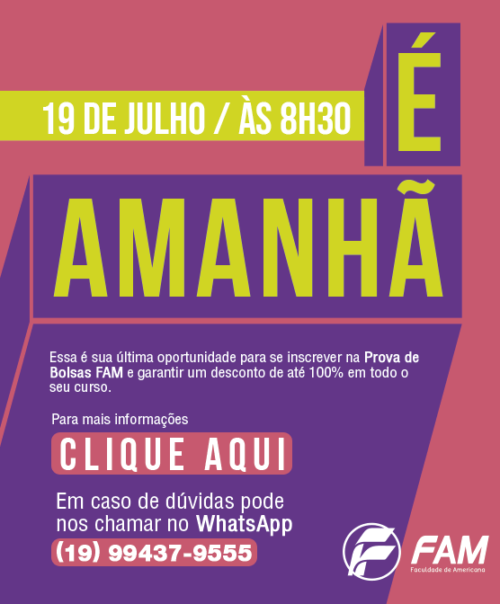 19 DE JULHO / ÀS 8H30
É
AMANHÃ
Essa é sua última oportunidade para se inscrever na Prova de
Bolsas FAM e garantir um desconto de até 100% em todo o
seu curso.
Para mais informações
CLIQUE AQUI
Em caso de dúvidas pode
nos chamar no WhatsApp
(19) 99437-9555
FAM
Faculdade de Americana